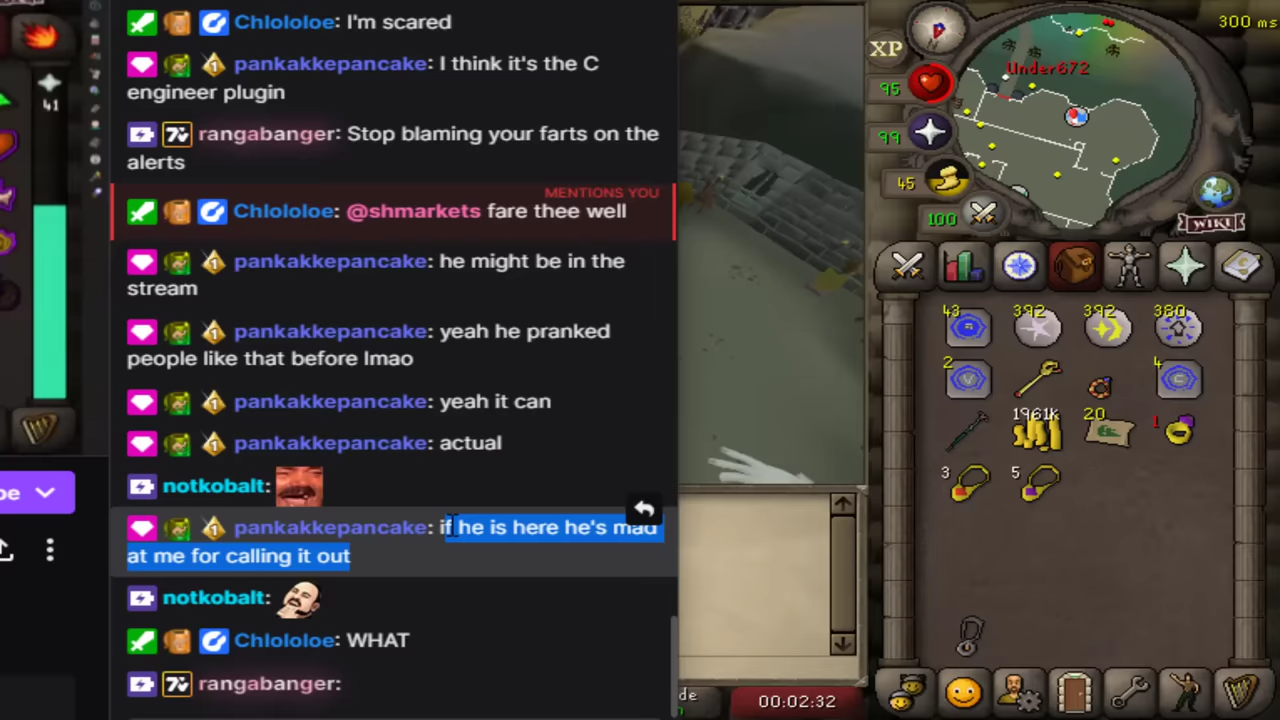 Chlololoe: I'm scared
pankakkepancake: I think it's the C
engineer plugin
rangabanger: Stop blaming your farts on the
alerts
MENTIONS YOU
Chlololoe: @shmarkets fare thee well
pankakkepancake: he might be in the
stream
pankakkepancake: yeah he pranked
people like that before lmao
pankakkepancake: yeah it can
pankakkepancake: actual
notkobalt:
pankakkepancake: if he is here he's mad
at me for calling it out
notkobalt:
Chlololoe: WHAT
rangabanger:
41
00:02:32
300 ms
XP
Under672
95
99
45
100
WIKI
43 392 392 380
2 4
1961K 20 1
3 5